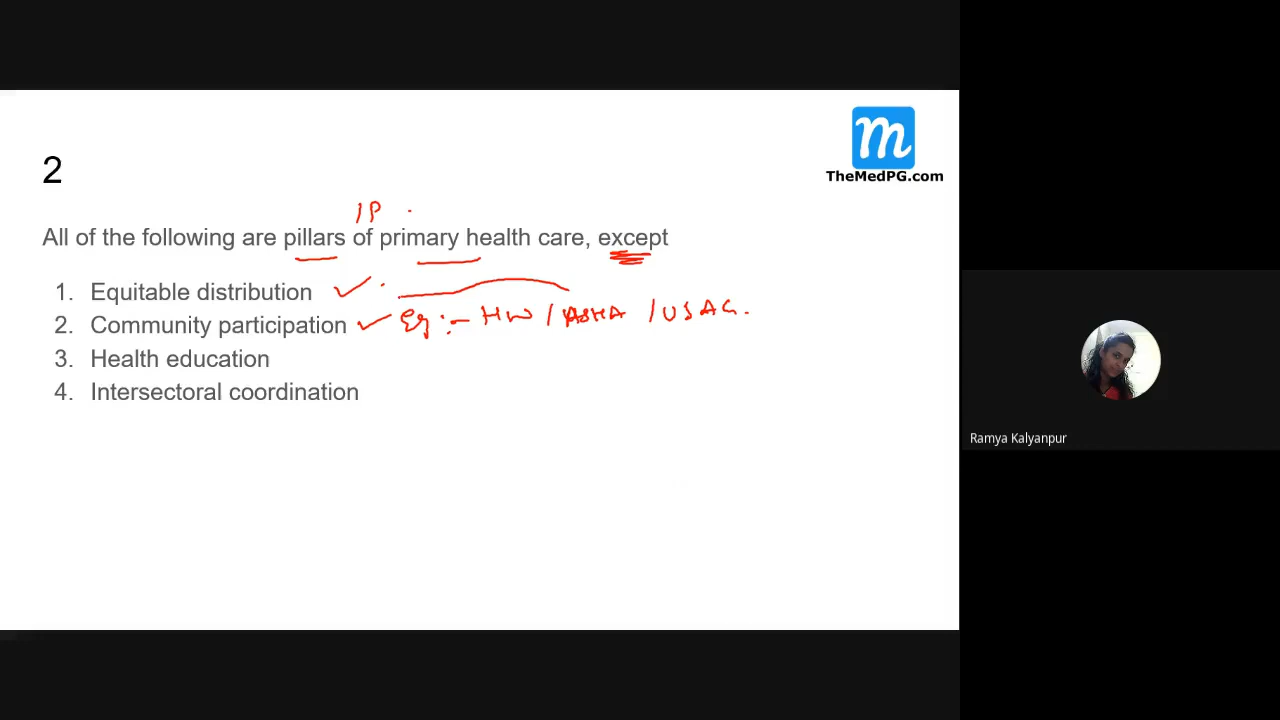 m
TheMedPG.com
2
IP
All of the following are pillars of primary health care, except
1. Equitable distribution
2. Community participation Eg :- HW / ASHA / USAG.
3. Health education
4. Intersectoral coordination
Ramya Kalyanpur